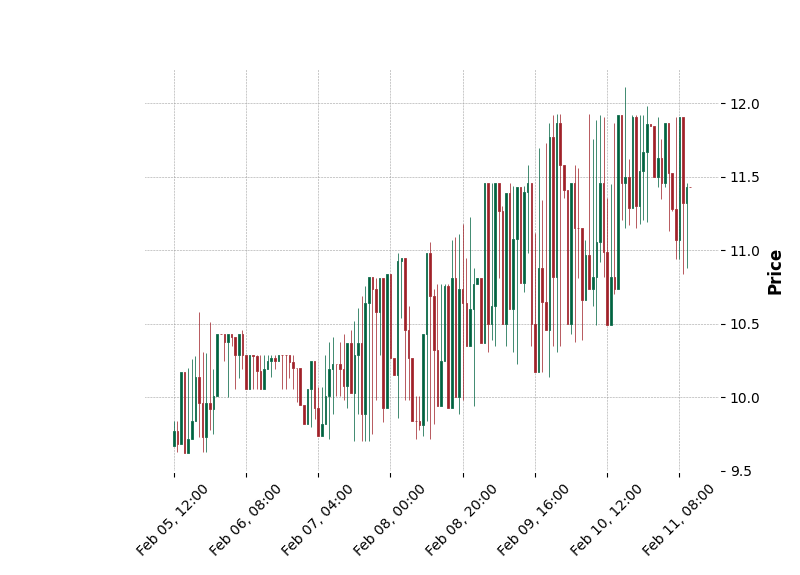 12.0
11.5
11.0
10.5
10.0
9.5
Price
Feb 05, 12:00
Feb 06, 08:00
Feb 07, 04:00
Feb 08, 00:00
Feb 08, 20:00
Feb 09, 16:00
Feb 10, 12:00
Feb 11, 08:00